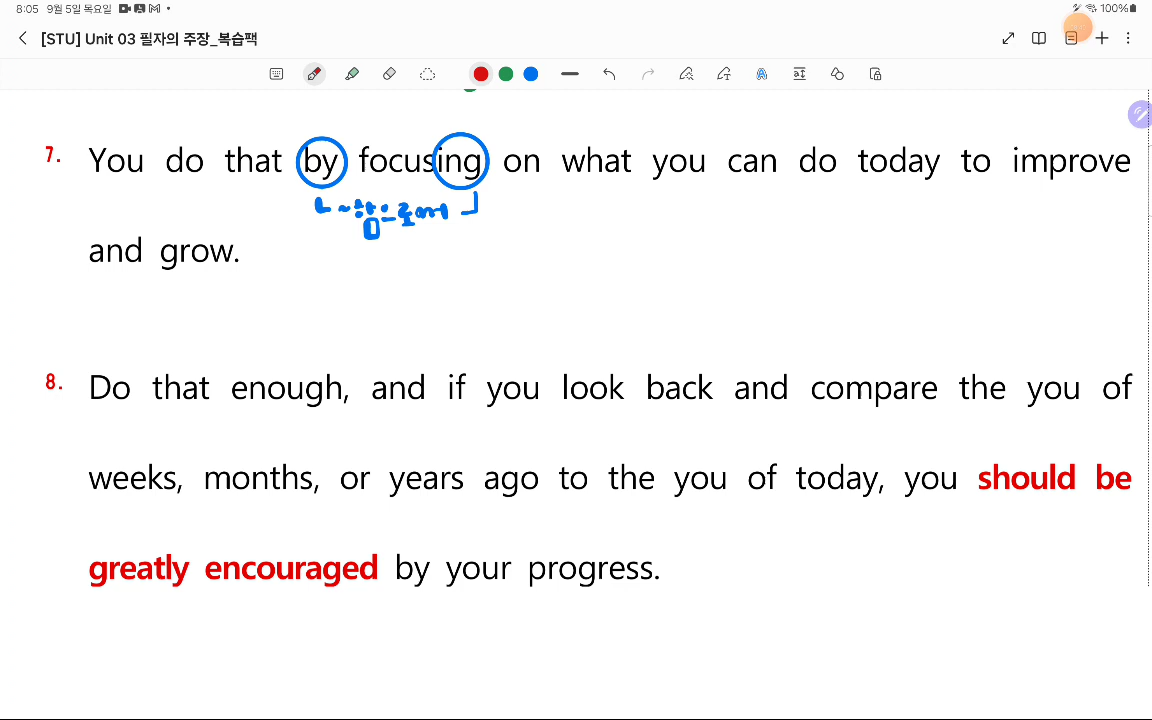 8:05 9월 5일 목요일 100%
[STU] Unit 03 필자의 주장_복습팩
7. You do that by focusing on what you can do today to improve
~함으로써
and grow.
8. Do that enough, and if you look back and compare the you of
weeks, months, or years ago to the you of today, you should be
greatly encouraged by your progress.